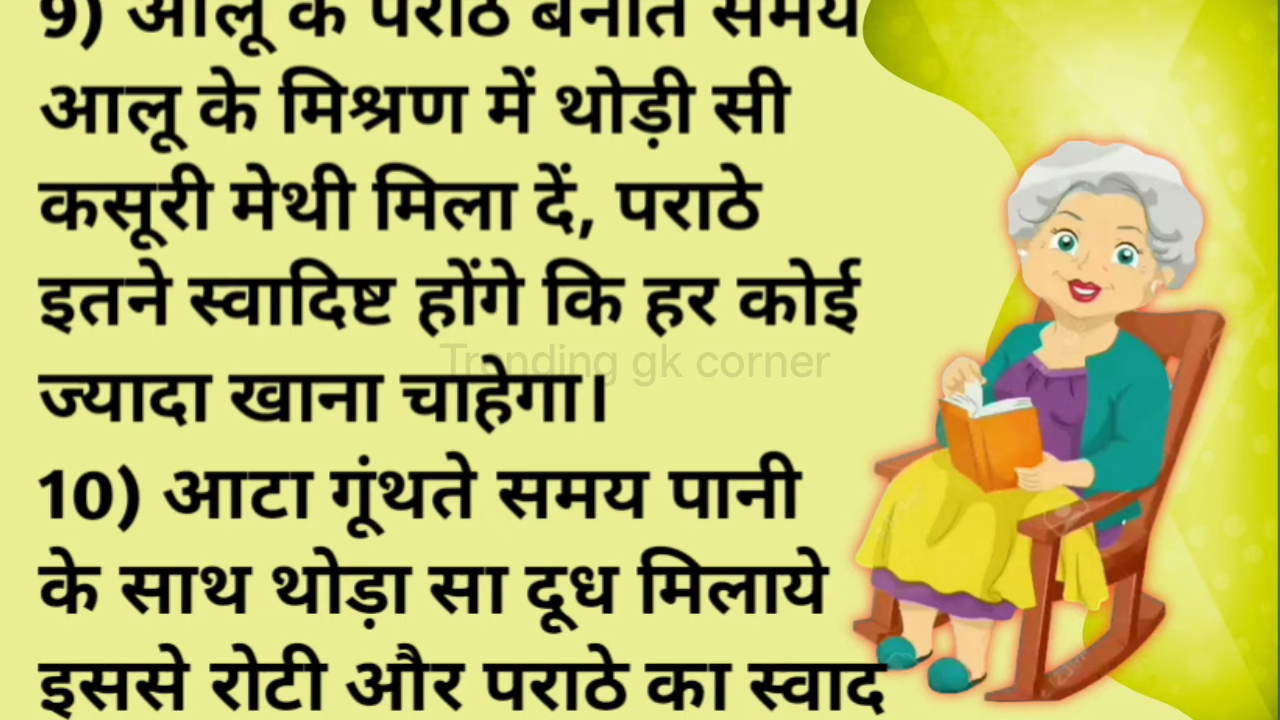 9) आलू के पराठे बनाते समय
आलू के मिश्रण में थोड़ी सी
कसूरी मेथी मिला दें, पराठे
इतने स्वादिष्ट होंगे कि हर कोई
Trending gk corner
ज्यादा खाना चाहेगा।
10) आटा गूंथते समय पानी
के साथ थोड़ा सा दूध मिलाये
इससे रोटी और पराठे का स्वाद